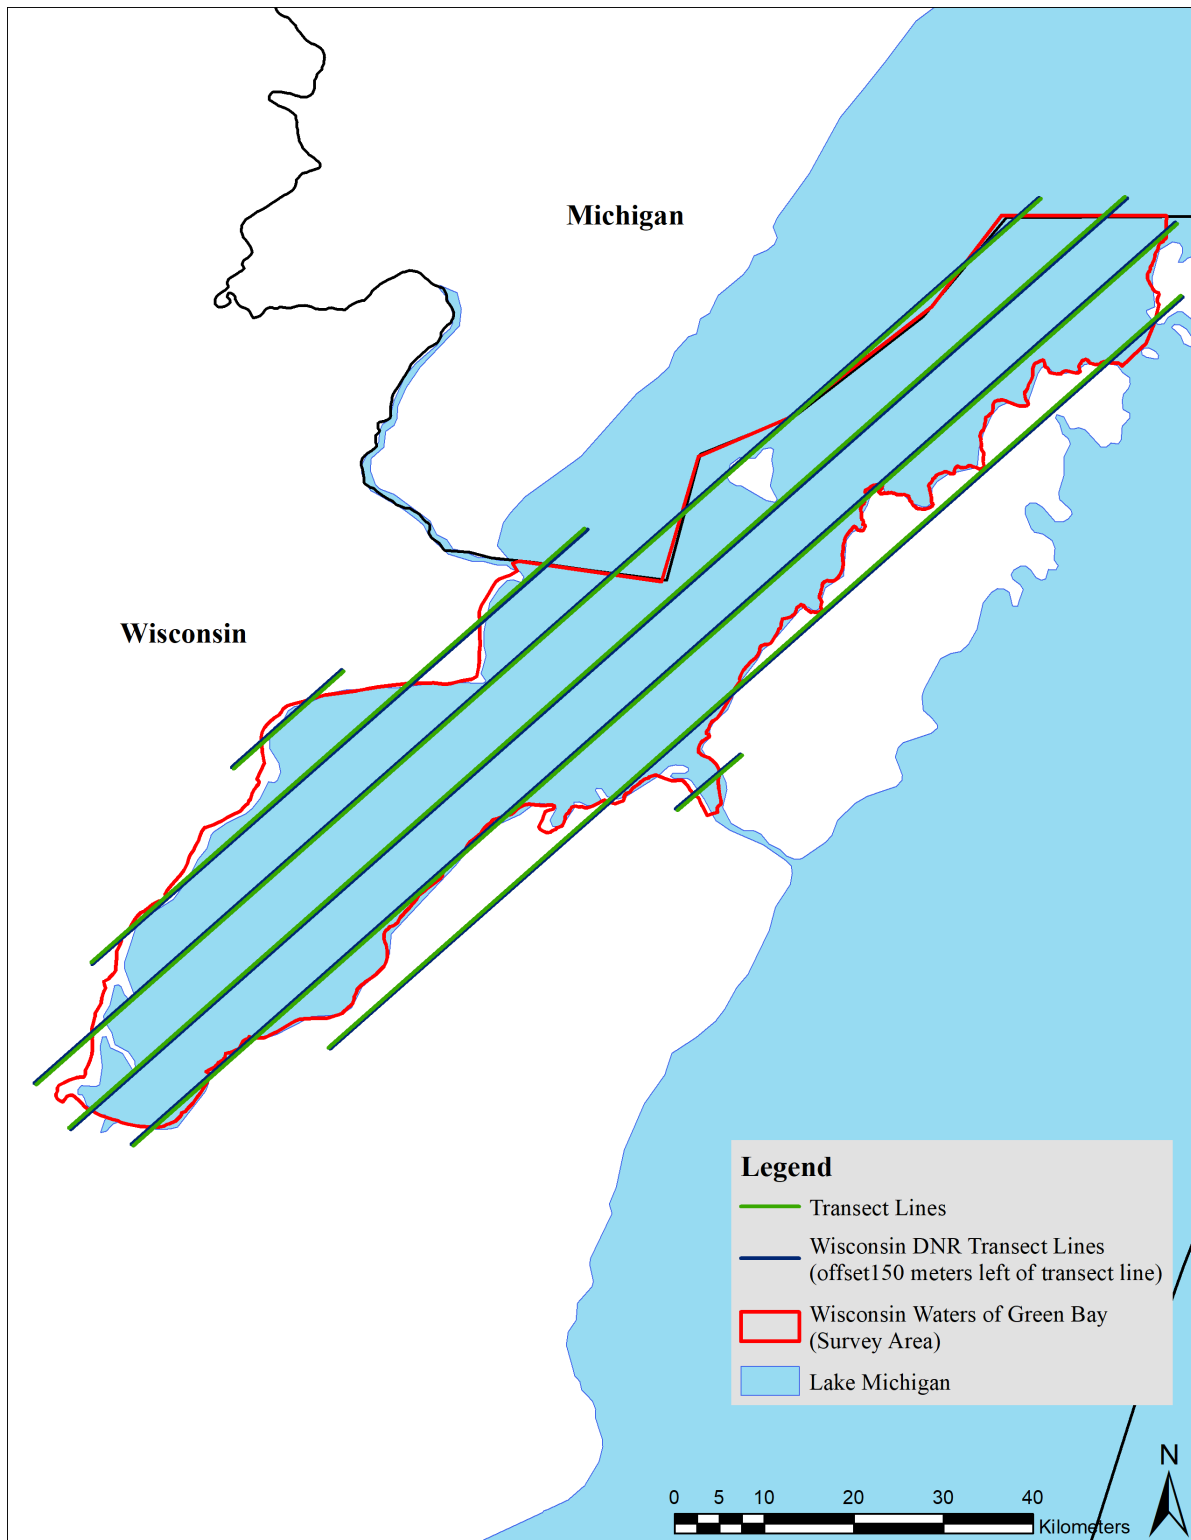 Michigan
Wisconsin
Legend
Transect Lines
Wisconsin DNR Transect Lines
(offset150 meters left of transect line)
Wisconsin Waters of Green Bay
(Survey Area)
Lake Michigan
N
0 5 10 20 30 40
Kilometers